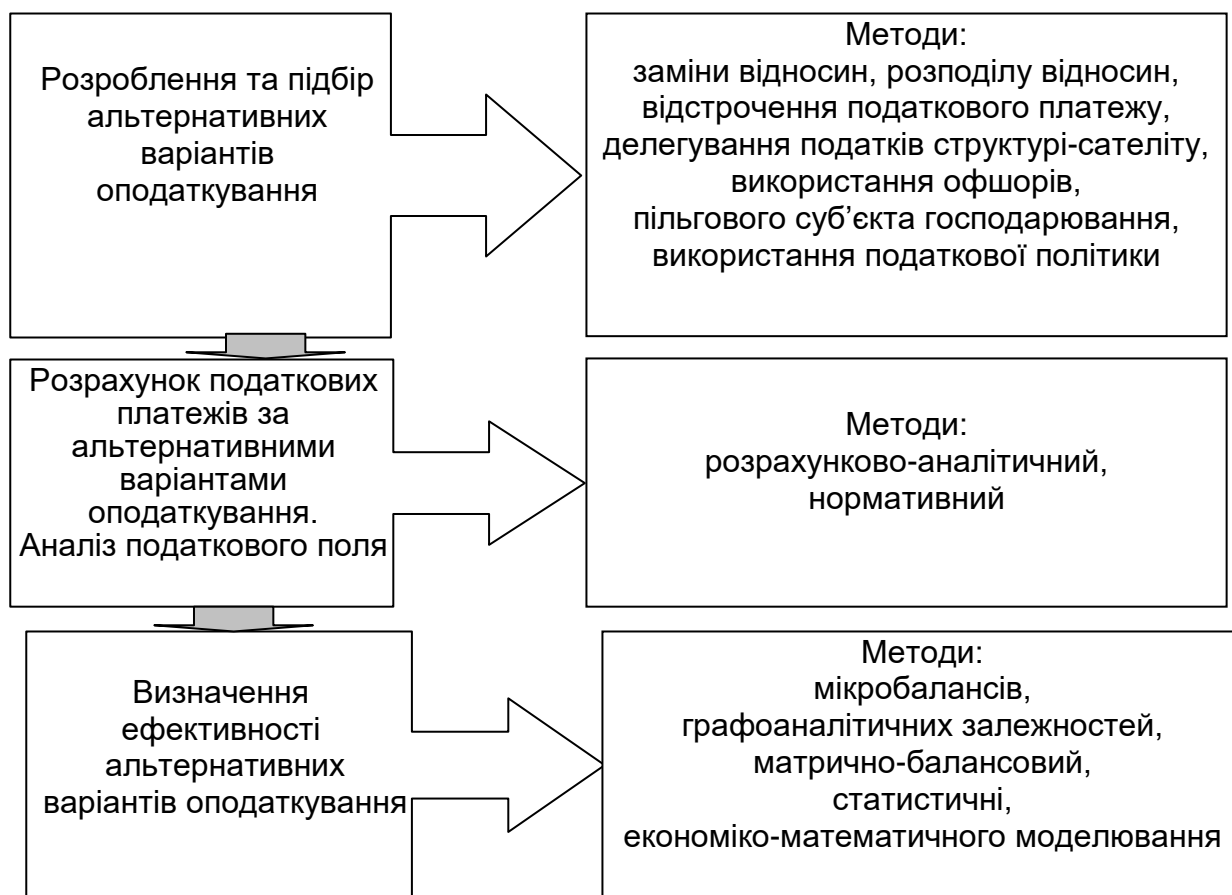 Розроблення та підбір
альтернативних
варіантів
оподаткування
Методи:
заміни відносин, розподілу відносин,
відстрочення податкового платежу,
делегування податків структурі-сателіту,
використання офшорів,
пільгового суб’єкта господарювання,
використання податкової політики
Розрахунок податкових
платежів за
альтернативними
варіантами
оподаткування.
Аналіз податкового поля
Методи:
розрахунково-аналітичний,
нормативний
Визначення
ефективності
альтернативних
варіантів оподаткування
Методи:
мікробалансів,
графоаналітичних залежностей,
матрично-балансовий,
статистичні,
економіко-математичного моделювання